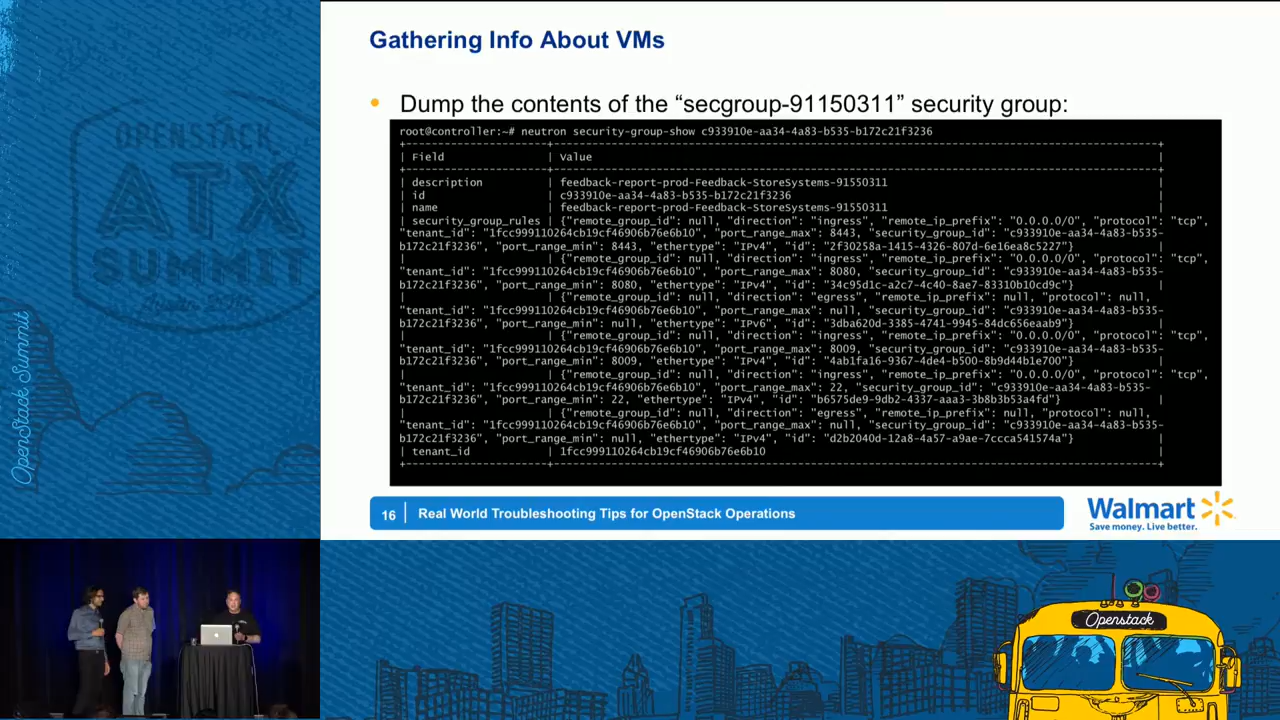 Gathering Info About VMs
• Dump the contents of the “secgroup-91150311” security group:
root@controller:~# neutron security-group-show c933910e-aa34-4a83-b535-b172c21f3236
| Field | Value |
| description | feedback-report-prod-Feedback-StoreSystems-91550311 |
| id | c933910e-aa34-4a83-b535-b172c21f3236 |
| name | feedback-report-prod-Feedback-StoreSystems-91550311 |
| security_group_rules | {"remote_group_id": null, "direction": "ingress", "remote_ip_prefix": "0.0.0.0/0", "protocol": "tcp",
"tenant_id": "1fcc999110264cb19cf46906b76e6b10", "port_range_max": 8443, "security_group_id": "c933910e-aa34-4a83-b535-
b172c21f3236", "port_range_min": 8443, "ethertype": "IPv4", "id": "2f30258a-1415-4326-807d-6e16ea8c5227"} |
| | {"remote_group_id": null, "direction": "ingress", "remote_ip_prefix": "0.0.0.0/0", "protocol": "tcp",
"tenant_id": "1fcc999110264cb19cf46906b76e6b10", "port_range_max": 8080, "security_group_id": "c933910e-aa34-4a83-b535-
b172c21f3236", "port_range_min": 8080, "ethertype": "IPv4", "id": "34c95d1c-a2c7-4c40-8ae7-83310b10cd9c"} |
| | {"remote_group_id": null, "direction": "egress", "remote_ip_prefix": null, "protocol": null,
"tenant_id": "1fcc999110264cb19cf46906b76e6b10", "port_range_max": null, "security_group_id": "c933910e-aa34-4a83-b535-
b172c21f3236", "port_range_min": null, "ethertype": "IPv6", "id": "3dba620d-3385-4741-9945-84dc656eaab9"} |
| | {"remote_group_id": null, "direction": "ingress", "remote_ip_prefix": "0.0.0.0/0", "protocol": "tcp",
"tenant_id": "1fcc999110264cb19cf46906b76e6b10", "port_range_max": 8009, "security_group_id": "c933910e-aa34-4a83-b535-
b172c21f3236", "port_range_min": 8009, "ethertype": "IPv4", "id": "4ab1fa16-9367-4de4-b500-8b9d44b1e700"} |
| | {"remote_group_id": null, "direction": "ingress", "remote_ip_prefix": "0.0.0.0/0", "protocol": "tcp",
"tenant_id": "1fcc999110264cb19cf46906b76e6b10", "port_range_max": 22, "security_group_id": "c933910e-aa34-4a83-b535-
b172c21f3236", "port_range_min": 22, "ethertype": "IPv4", "id": "b6575de9-9db2-4337-aaa3-3b8b3b53a4fd"} |
| | {"remote_group_id": null, "direction": "egress", "remote_ip_prefix": null, "protocol": null,
"tenant_id": "1fcc999110264cb19cf46906b76e6b10", "port_range_max": null, "security_group_id": "c933910e-aa34-4a83-b535-
b172c21f3236", "port_range_min": null, "ethertype": "IPv4", "id": "d2b2040d-12a8-4a57-a9ae-7ccca541574a"} |
| tenant_id | 1fcc999110264cb19cf46906b76e6b10 |
16 | Real World Troubleshooting Tips for OpenStack Operations
Walmart
Save money. Live better.
OPENSTACK
ATX
SUMMIT
OpenStack Summit
Openstack